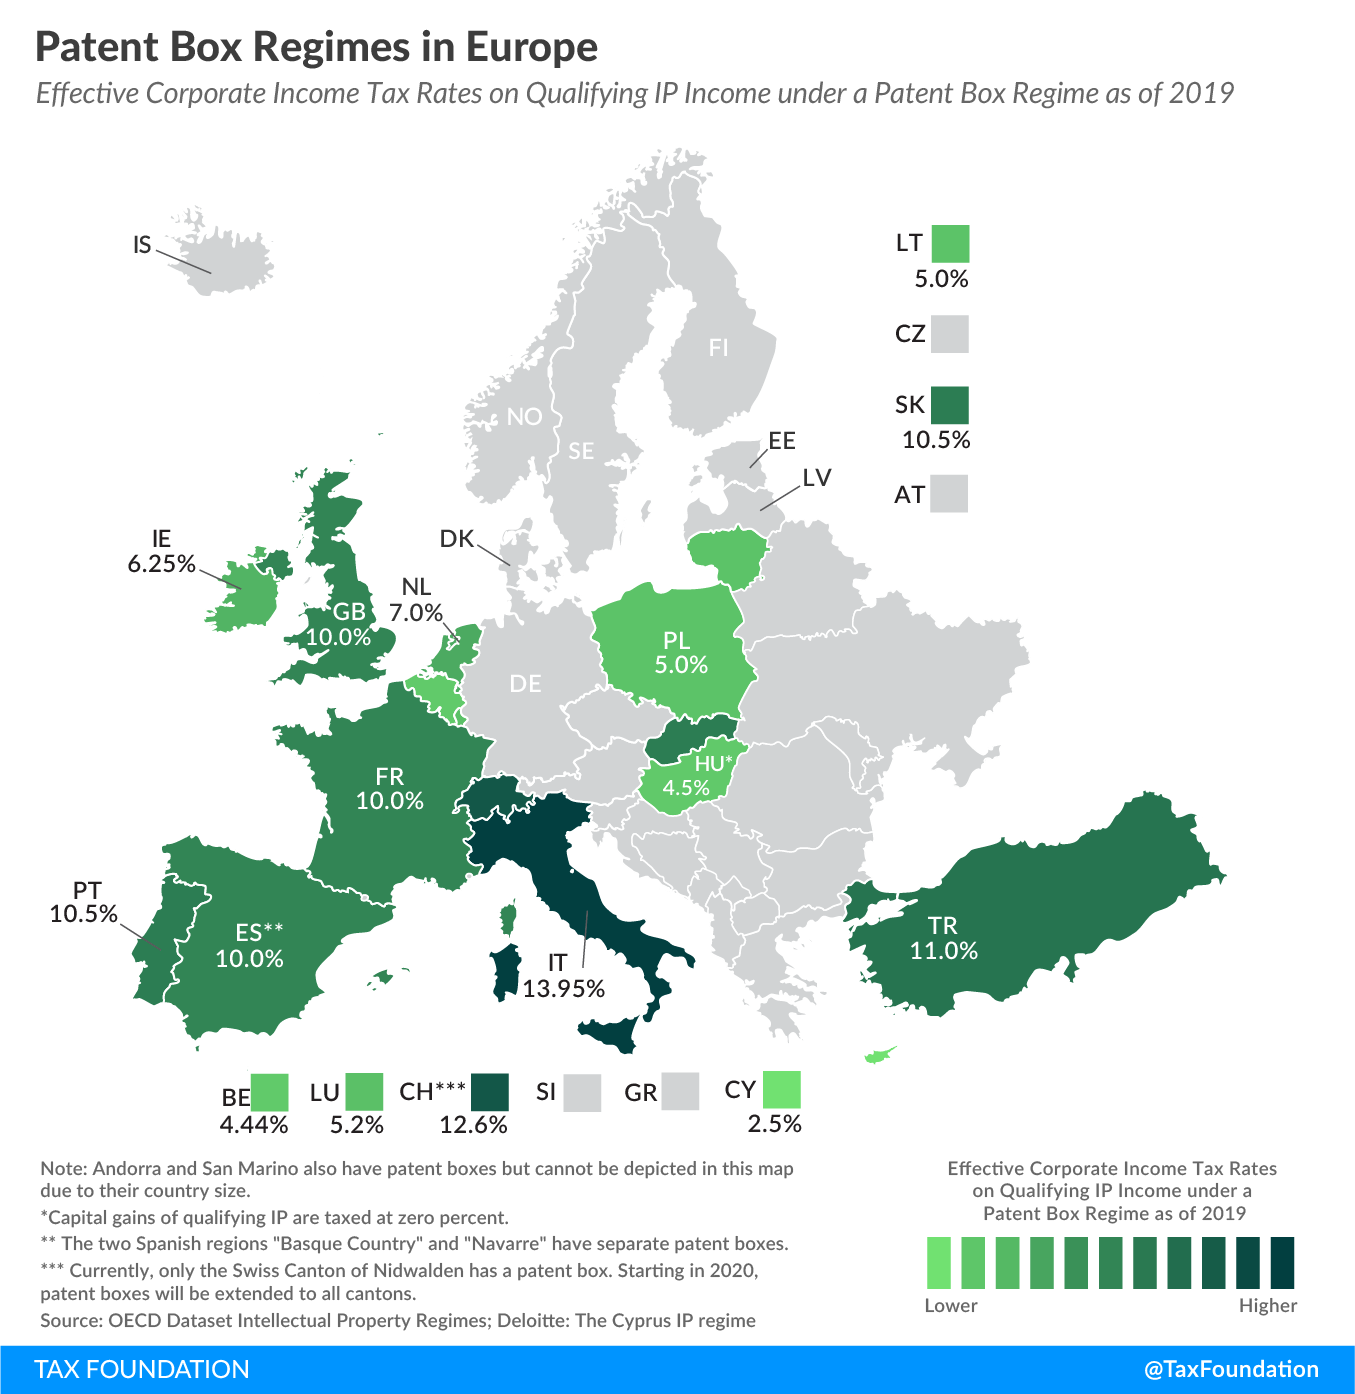 Patent Box Regimes in Europe
Effective Corporate Income Tax Rates on Qualifying IP Income under a Patent Box Regime as of 2019
IS
LT
5.0%
CZ
FI
SK
10.5%
NO
SE
EE
LV
AT
DK
IE
6.25%
NL
7.0%
GB
10.0%
PL
5.0%
DE
HU*
4.5%
FR
10.0%
PT
10.5%
ES**
10.0%
TR
11.0%
IT
13.95%
BE
4.44%
LU
5.2%
CH***
12.6%
SI
GR
CY
2.5%
Note: Andorra and San Marino also have patent boxes but cannot be depicted in this map
due to their country size.
*Capital gains of qualifying IP are taxed at zero percent.
** The two Spanish regions "Basque Country" and "Navarre" have separate patent boxes.
*** Currently, only the Swiss Canton of Nidwalden has a patent box. Starting in 2020,
patent boxes will be extended to all cantons.
Source: OECD Dataset Intellectual Property Regimes; Deloitte: The Cyprus IP regime
Effective Corporate Income Tax Rates
on Qualifying IP Income under a
Patent Box Regime as of 2019
Lower
Higher
TAX FOUNDATION
@TaxFoundation